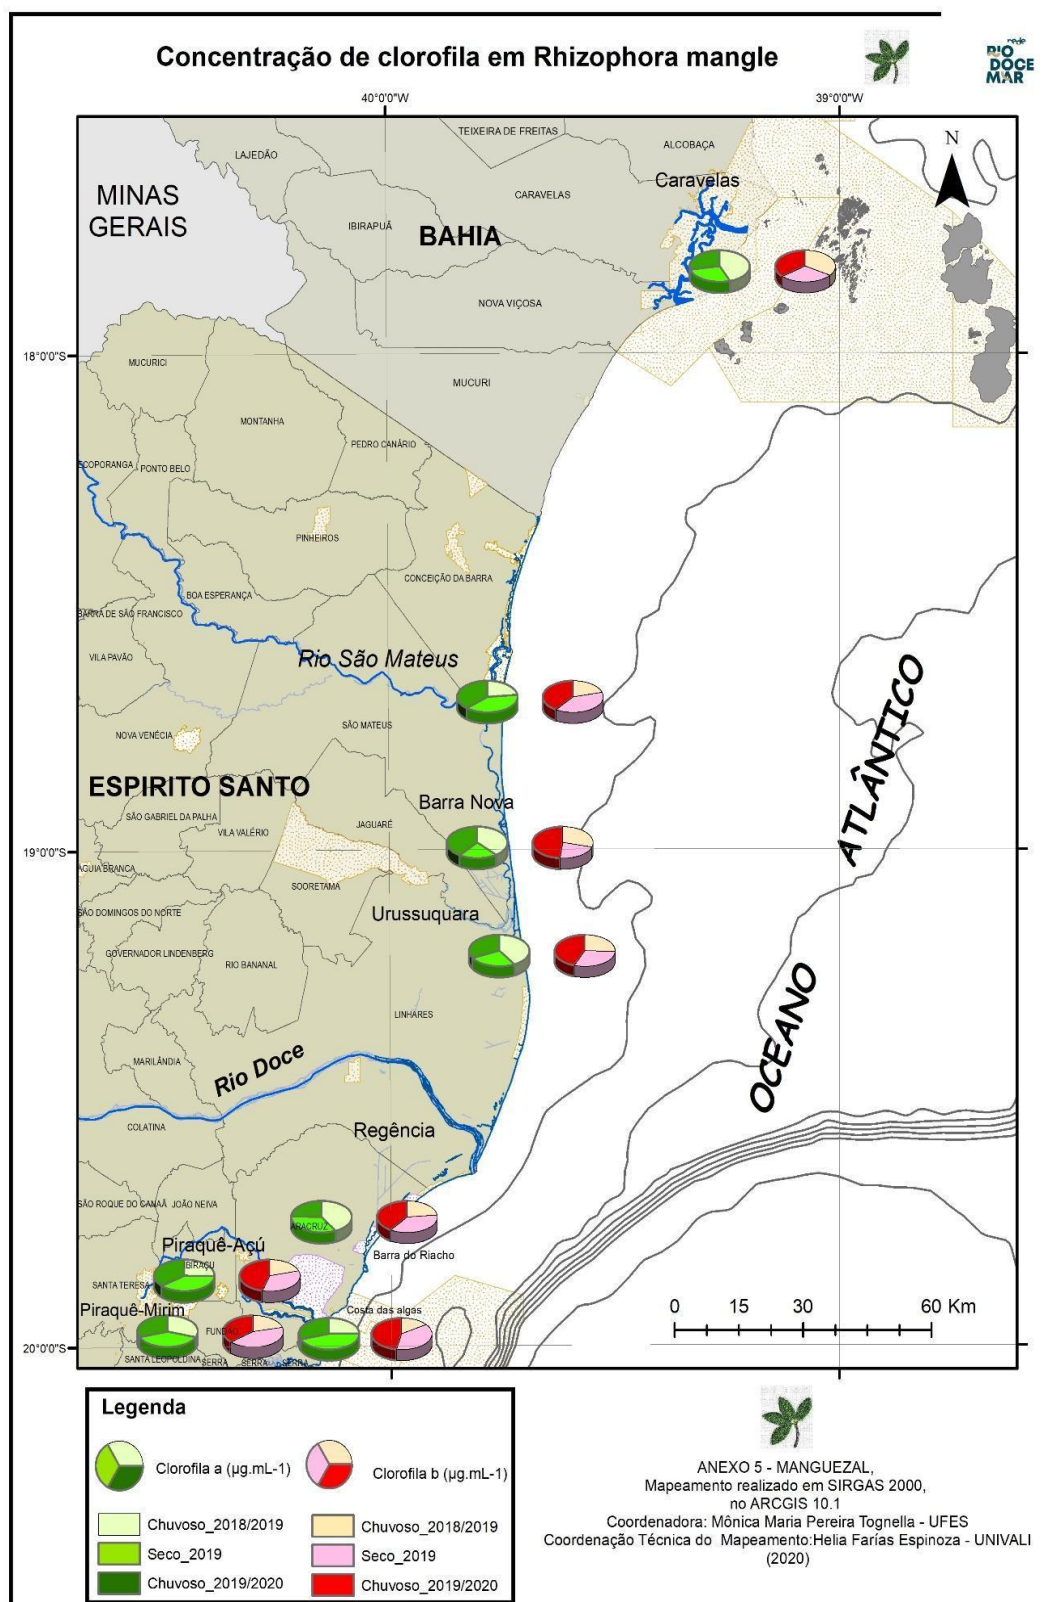 Concentração de clorofila em Rhizophora mangle
rede
RIO
DOCE
MAR
40°0'0"W
39°0'0"W
TEIXEIRA DE FREITAS
LAJEDÃO
ALCOBAÇA
N
MINAS
GERAIS
Caravelas
CARAVELAS
IBIRAPUÃ
BAHIA
NOVA VIÇOSA
18°0'0"S
MUCURICI
MUCURI
MONTANHA
PEDRO CANÁRIO
ECOPORANGA
PONTO BELO
PINHEIROS
CONCEIÇÃO DA BARRA
BOA ESPERANÇA
BARRA DE SÃO FRANCISCO
VILA PAVÃO
Rio São Mateus
SÃO MATEUS
NOVA VENÉCIA
ESPIRITO SANTO
Barra Nova
SÃO GABRIEL DA PALHA
VILA VALÉRIO
JAGUARÉ
19°0'0"S
AGUIA BRANCA
SOORETAMA
SÃO DOMINGOS DO NORTE
Urussuquara
GOVERNADOR LINDENBERG
RIO BANANAL
LINHARES
OCEANO
ATLÂNTICO
MARILÂNDIA
Rio Doce
COLATINA
Regência
SÃO ROQUE DO CANAÃ
JOÃO NEIVA
ARACRUZ
Piraquê-Açú
Barra do Riacho
IBIRAÇU
SANTA TERESA
Piraquê-Mirim
Costa das algas
FUNDÃO
0 15 30 60 Km
20°0'0"S
SANTA LEOPOLDINA
SERRA
SERRA
SERRA
Legenda
Clorofila a (µg.mL-1)
Clorofila b (µg.mL-1)
Chuvoso_2018/2019
Chuvoso_2018/2019
Seco_2019
Seco_2019
Chuvoso_2019/2020
Chuvoso_2019/2020
ANEXO 5 - MANGUEZAL,
Mapeamento realizado em SIRGAS 2000,
no ARCGIS 10.1
Coordenadora: Mônica Maria Pereira Tognella - UFES
Coordenação Técnica do Mapeamento:Helia Farías Espinoza - UNIVALI
(2020)